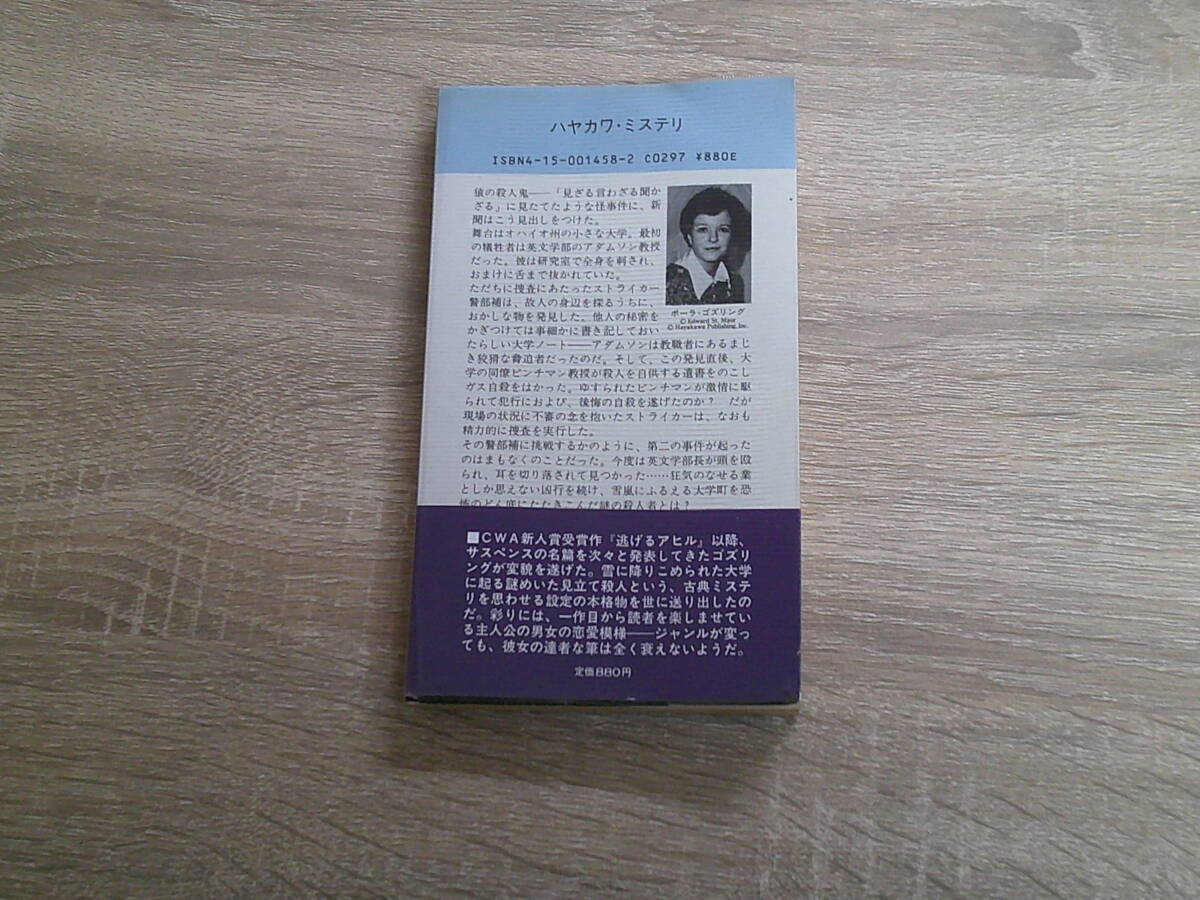 ハヤカワ・ミステリ
ISBN4-15-001458-2 C0297 ¥880E
猿の殺人鬼――「見ざる言わざる聞か
ざる」に見たてたような怪事件に、新
聞はこう見出しをつけた。
舞台はオハイオ州の小さな大学。最初
の犠牲者は英文学部のアダムソン教授
だった。彼は研究室で全身を刺され、
おまけに舌まで抜かれていた。
ただちに捜査にあたったストライカー
警部補は、故人の身辺を探るうちに、
おかしな物を発見した。他人の秘密を
かぎつけては事細かに書き記しておい
たらしい大学ノート――アダムソンは教職者にあるまじ
き狡猾な脅迫者だったのだ。そして、この発見直後、大
学の同僚ピンチマン教授が殺人を自供する遺書をのこし
ガス自殺をはかった。ゆすられたピンチマンが激情に駆
られて犯行におよび、後悔の自殺を遂げたのか？ だが
現場の状況に不審の念を抱いたストライカーは、なおも
精力的に捜査を実行した。
その警部補に挑戦するかのように、第二の事件が起った
のはまもなくのことだった。今度は英文学部長が頭を殴
られ、耳を切り落されて見つかった……狂気のなせる業
としか思えない凶行を続け、雪嵐にふるえる大学町を恐
怖のどん底にたたきこんだ謎の殺人者とは？
ポーラ・ゴズリング
© Edward St. Maur
© Hayakawa Publishing, Inc.
■CWA新人賞受賞作『逃げるアヒル』以降、
サスペンスの名篇を次々と発表してきたゴズリ
ングが変貌を遂げた。雪に降りこめられた大学
に起る謎めいた見立て殺人という、古典ミステ
リを思わせる設定の本格物を世に送り出したの
だ。彩りには、一作目から読者を楽しませてい
る主人公の男女の恋愛模様――ジャンルが変っ
ても、彼女の達者な筆は全く衰えないようだ。
定価880円